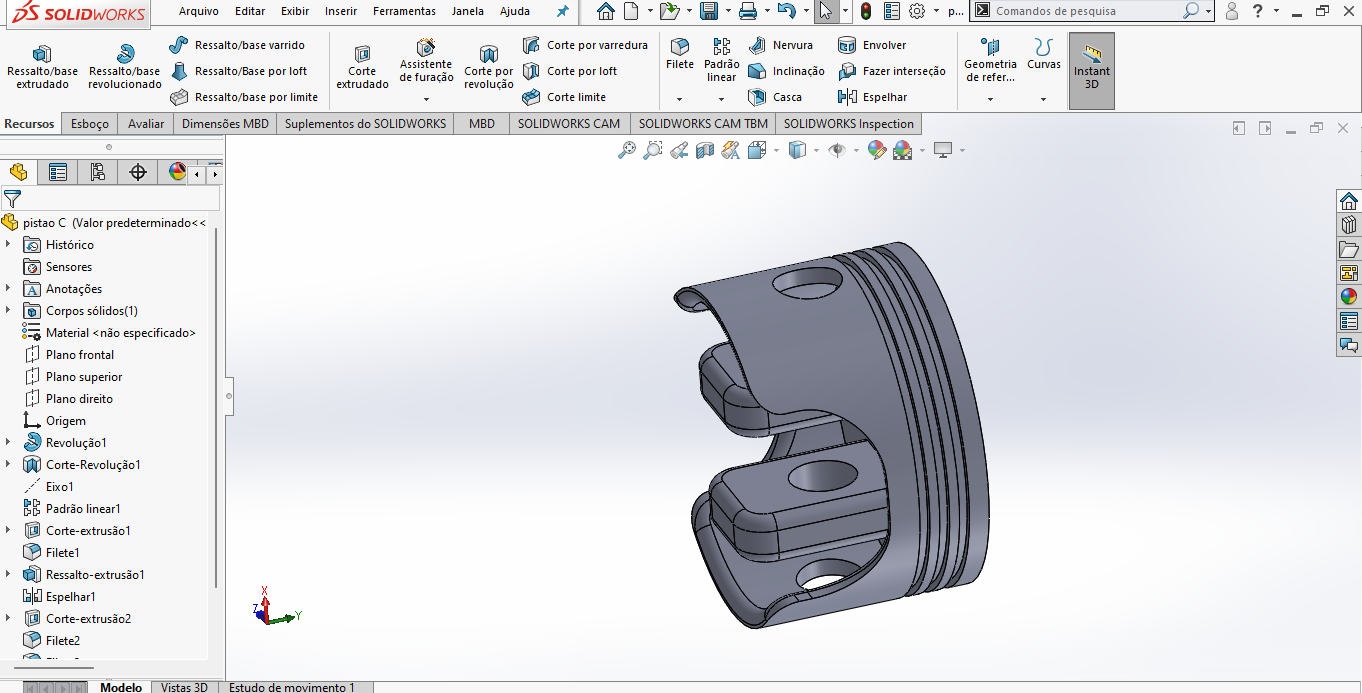 SOLIDWORKS
Arquivo Editar Exibir Inserir Ferramentas Janela Ajuda
p... Comandos de pesquisa
Ressalto/base extrudado
Ressalto/base revolucionado
Ressalto/base varrido
Ressalto/Base por loft
Ressalto/base por limite
Corte extrudado
Assistente de furação
Corte por revolução
Corte por varredura
Corte por loft
Corte limite
Filete
Padrão linear
Nervura
Inclinação
Casca
Envolver
Fazer interseção
Espelhar
Geometria de refer...
Curvas
Instant 3D
Recursos Esboço Avaliar Dimensões MBD Suplementos do SOLIDWORKS MBD SOLIDWORKS CAM SOLIDWORKS CAM TBM SOLIDWORKS Inspection
pistao C (Valor predeterminado<<
Histórico
Sensores
Anotações
Corpos sólidos(1)
Material <não especificado>
Plano frontal
Plano superior
Plano direito
Origem
Revolução1
Corte-Revolução1
Eixo1
Padrão linear1
Corte-extrusão1
Filete1
Ressalto-extrusão1
Espelhar1
Corte-extrusão2
Filete2
X
Z
Y
Modelo Vistas 3D Estudo de movimento 1